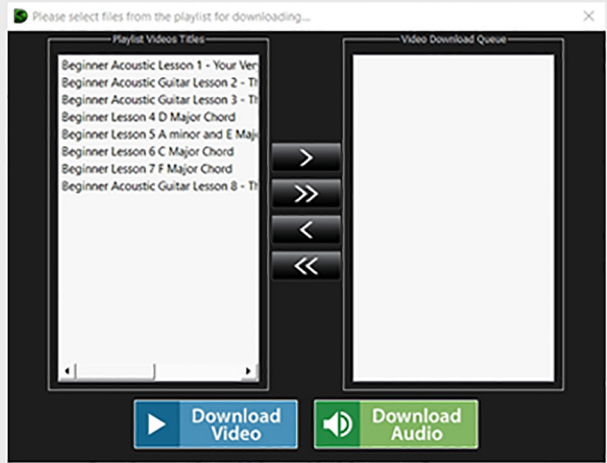 Please select files from the playlist for downloading...
Playlist Videos Titles
Beginner Acoustic Lesson 1 - Your Very
Beginner Acoustic Guitar Lesson 2 - Th
Beginner Acoustic Guitar Lesson 3 - Th
Beginner Lesson 4 D Major Chord
Beginner Lesson 5 A minor and E Majo
Beginner Lesson 6 C Major Chord
Beginner Lesson 7 F Major Chord
Beginner Acoustic Guitar Lesson 8 - Th
>
>>
<
<<
Video Download Queue
Download
Video
Download
Audio